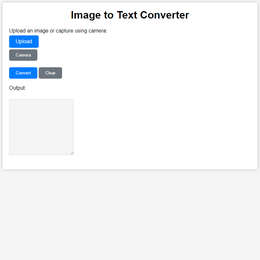 Image to Text Converter
Upload an image or capture using camera
Upload
Camera
Convert
Clear
Output: